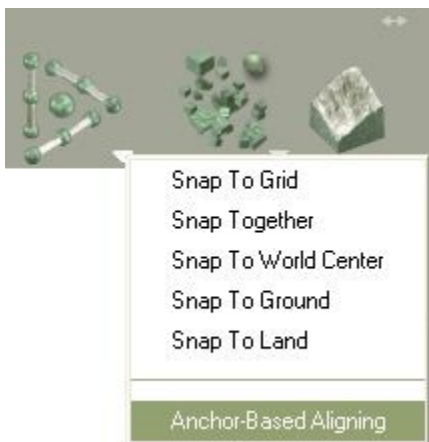 Snap To Grid
Snap Together
Snap To World Center
Snap To Ground
Snap To Land
Anchor-Based Aligning